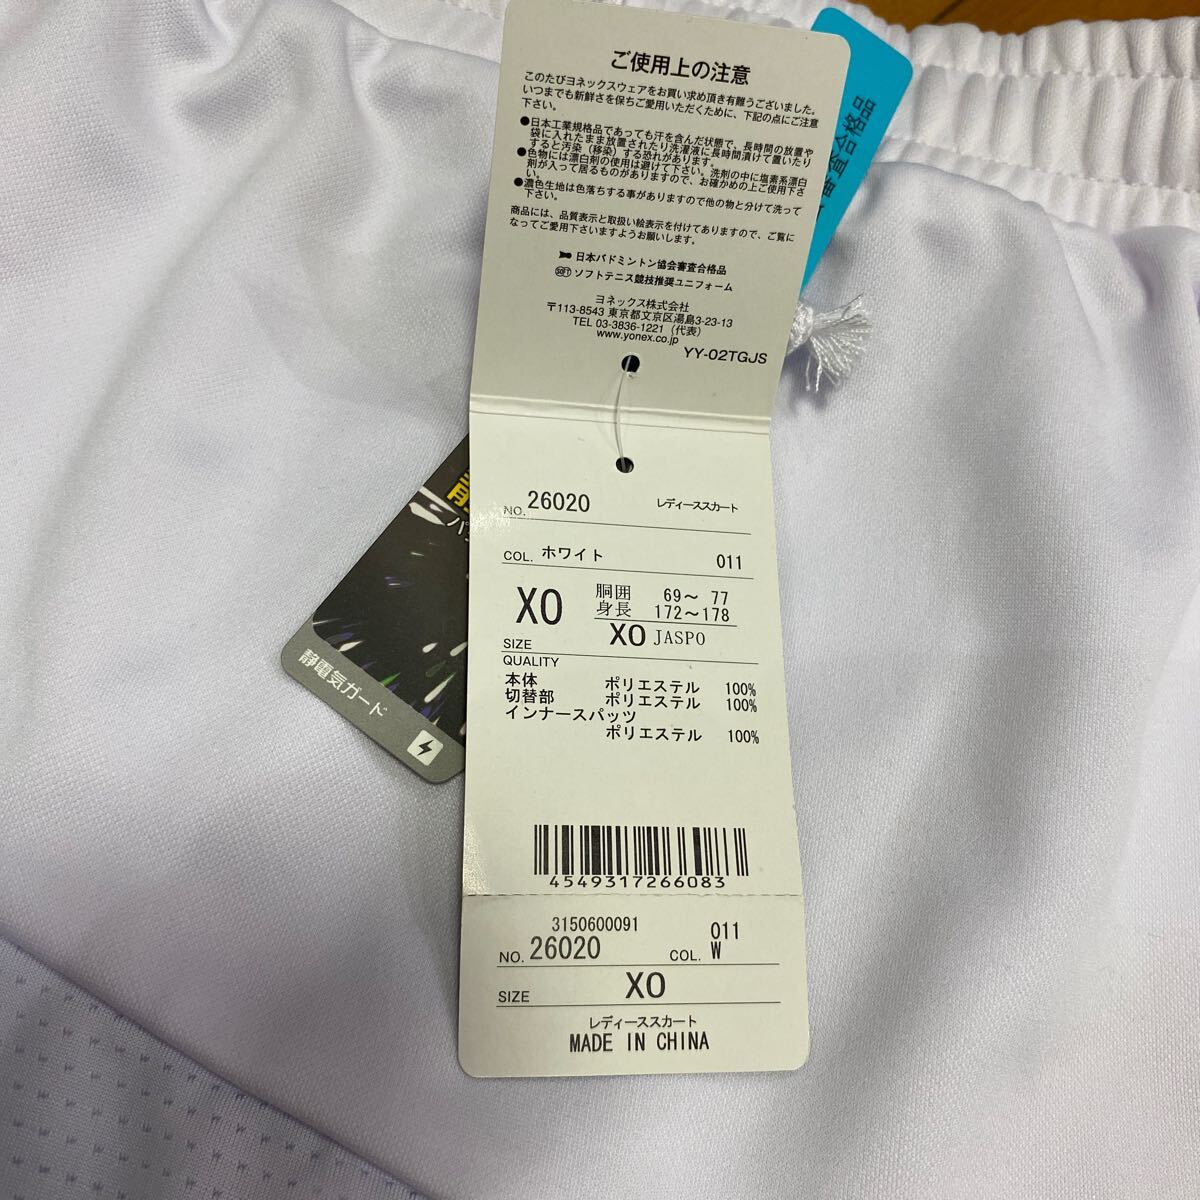 ご使用上の注意
このたびヨネックスウェアをお買い求め頂き有難うございました。
いつまでも新鮮さを保ちご愛用いただくために、下記の点にご注意
下さい。
●日本工業規格品であっても汗を含んだ状態で、長時間の放置や
袋に入れたまま放置されたり洗濯液に長時間漬けて置いたり
すると汚染（移染）する恐れがあります。
●色物には漂白剤の使用は避けて下さい。洗剤の中に塩素系漂白
剤が入って居るものがありますので、お確かめの上ご使用下さ
い。
●濃色生地は色落ちする事がありますので他の物と分けて洗って
下さい。
商品には、品質表示と取扱い絵表示を付けてありますので、ご覧に
なってご愛用下さいますようお願いします。
日本バドミントン協会審査合格品
SOFT ソフトテニス競技推奨ユニフォーム
ヨネックス株式会社
〒113-8543 東京都文京区湯島3-23-13
TEL 03-3836-1221（代表）
www.yonex.co.jp
YY-02TGJS
審査合格品
静電気ガード
NO. 26020 レディーススカート
COL. ホワイト 011
XO 胴囲 69～ 77
身長 172～178
SIZE XO JASPO
QUALITY
本体 ポリエステル 100%
切替部 ポリエステル 100%
インナースパッツ
ポリエステル 100%
4549317266083
3150600091
NO. 26020 COL. 011
W
SIZE XO
レディーススカート
MADE IN CHINA